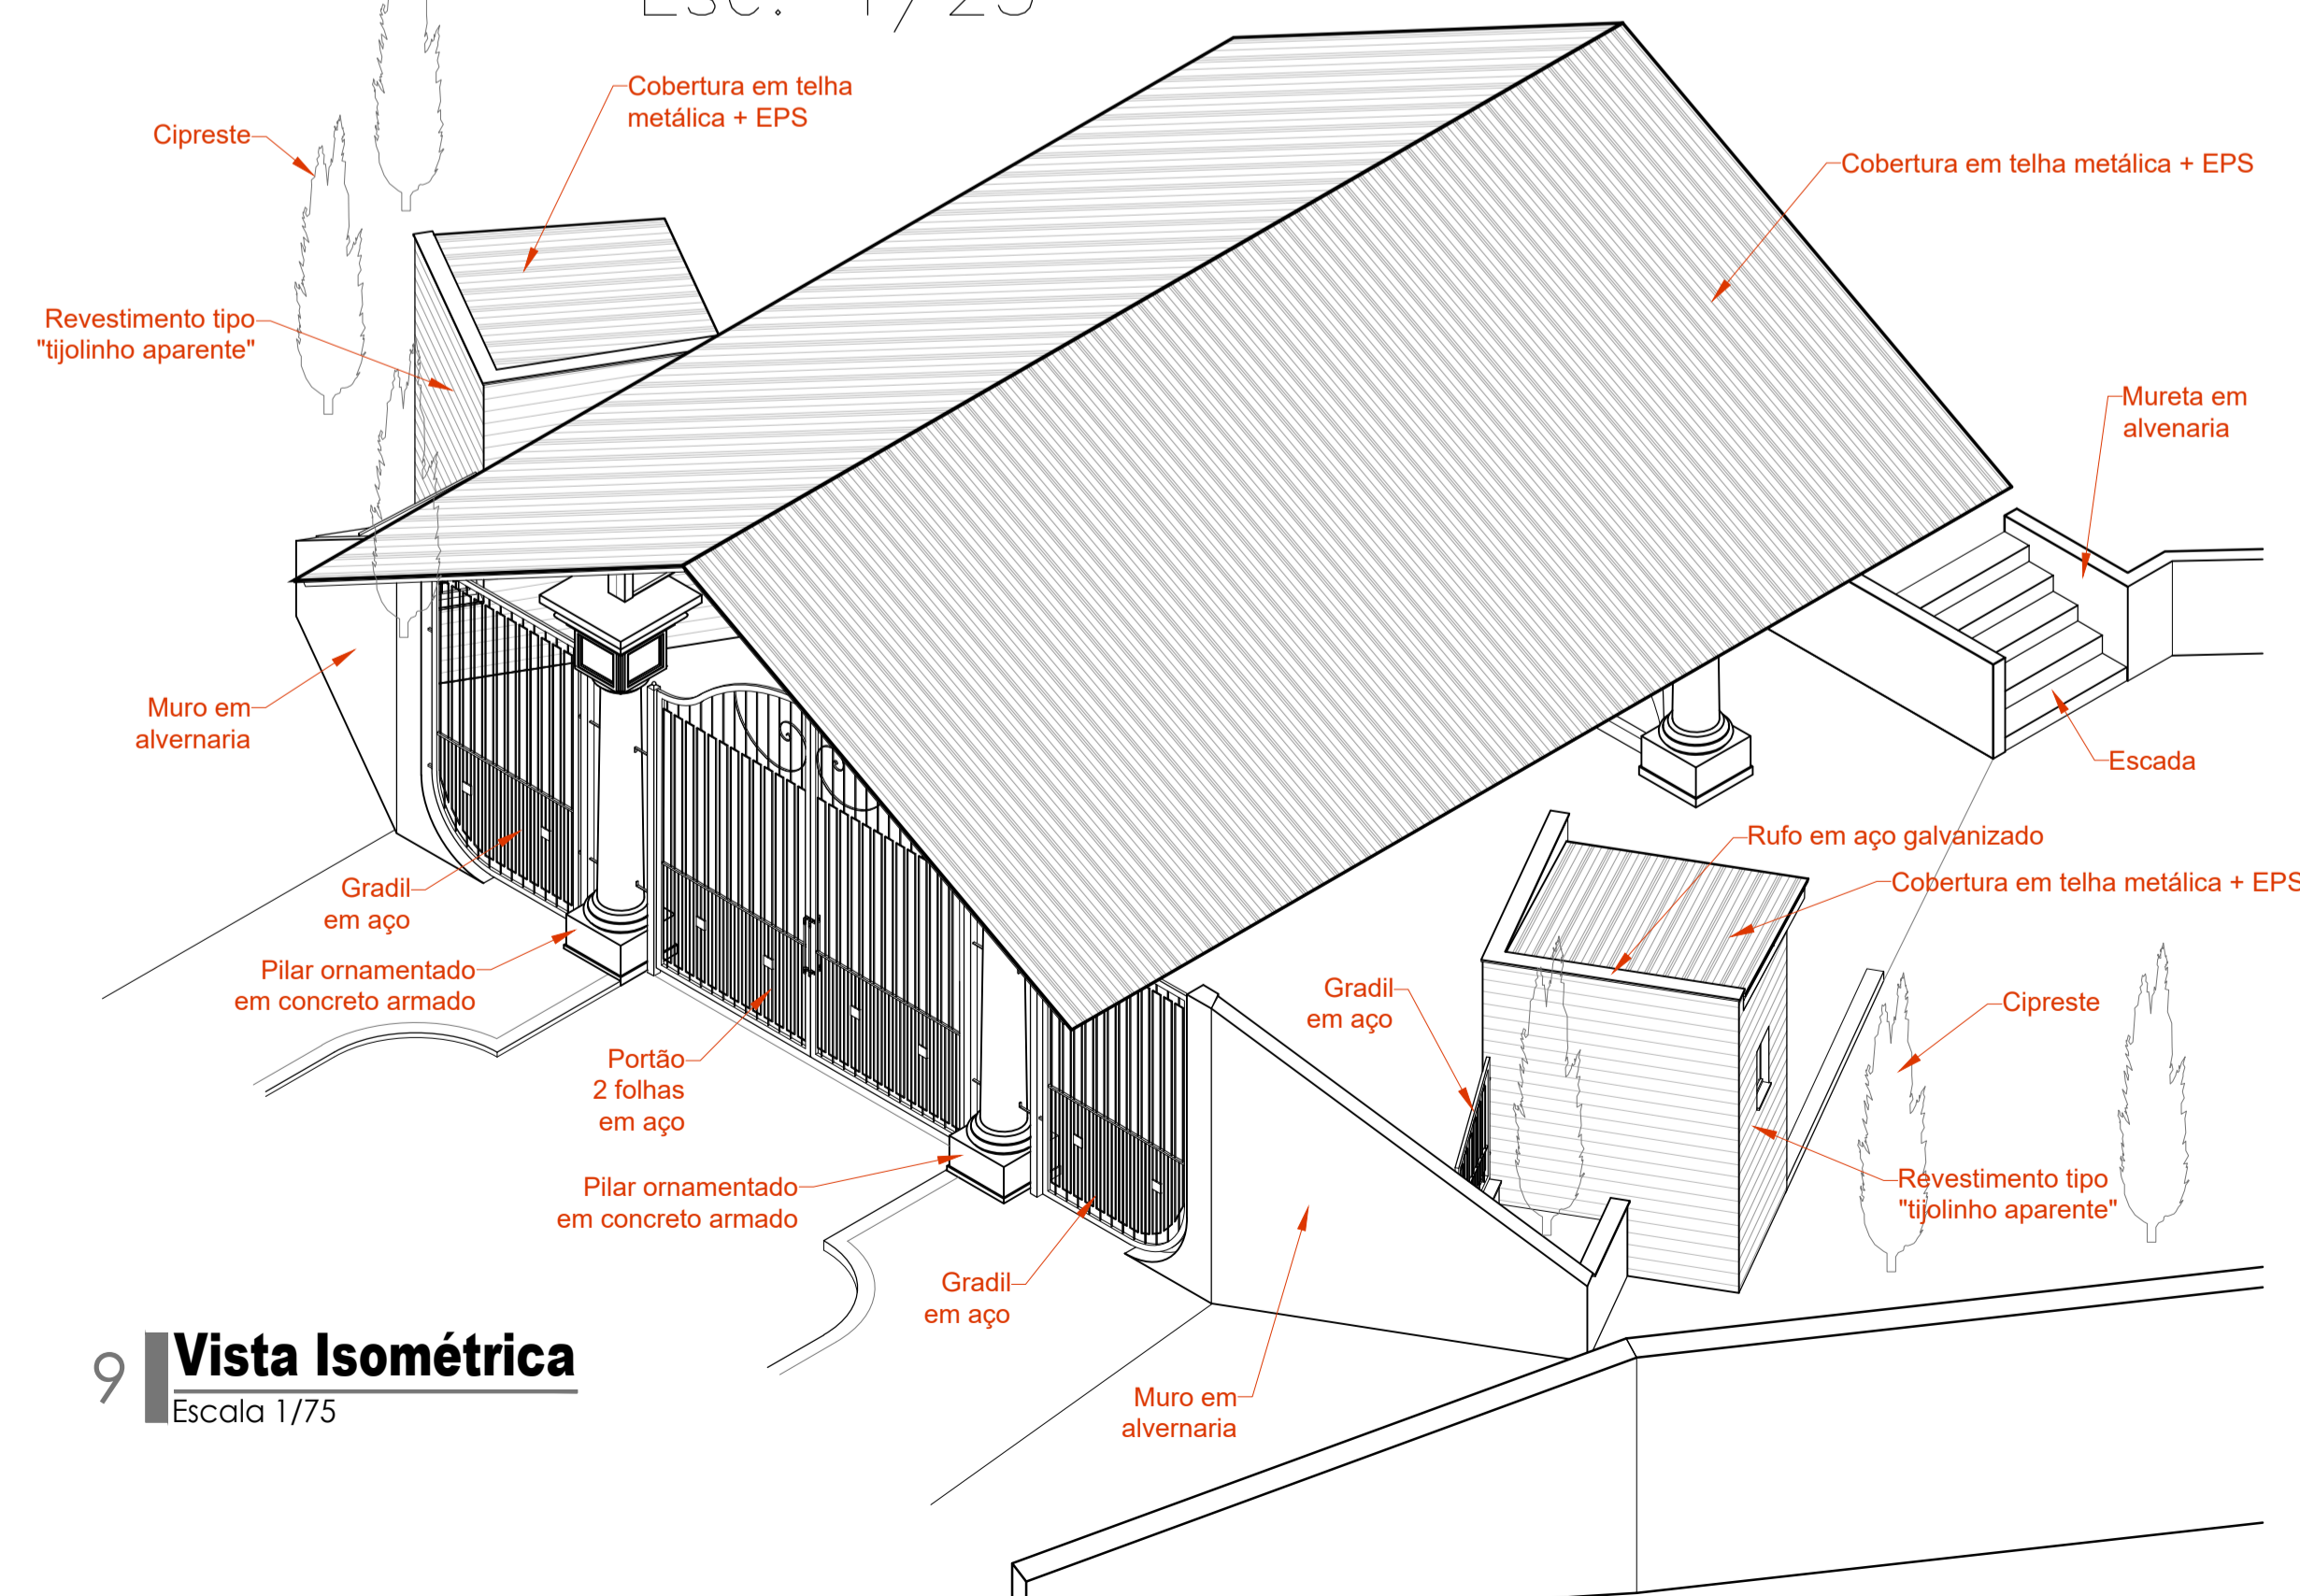 Esc. 1/25
Cobertura em telha
metálica + EPS
Cipreste
Cobertura em telha metálica + EPS
Revestimento tipo
"tijolinho aparente"
Mureta em
alvenaria
Muro em
alvernaria
Escada
Rufo em aço galvanizado
Cobertura em telha metálica + EPS
Gradil
em aço
Pilar ornamentado
em concreto armado
Gradil
em aço
Cipreste
Portão
2 folhas
em aço
Pilar ornamentado
em concreto armado
Revestimento tipo
"tijolinho aparente"
Gradil
em aço
Muro em
alvernaria
9
Vista Isométrica
Escala 1/75